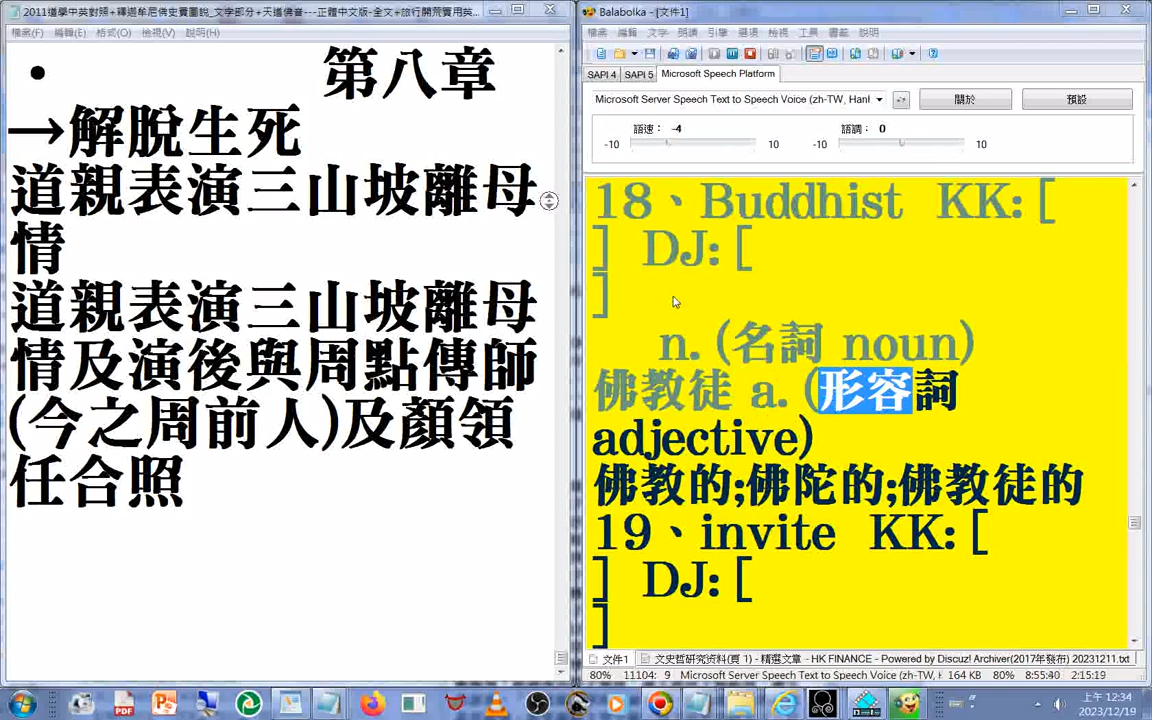 2011道學中英對照+釋迦牟尼佛史實圖說_文字部分+天道佛音---正體中文版-全文+旅行開荒實用英...
檔案(F) 編輯(E) 格式(O) 檢視(V) 說明(H)
• 第八章
→解脫生死
道親表演三山坡離母
情
道親表演三山坡離母
情及演後與周點傳師
(今之周前人)及顏領
任合照
Balabolka - [文件1]
檔案 編輯 文字 朗讀 引擎 選項 檢視 工具 書籤 說明
SAPI 4 SAPI 5 Microsoft Speech Platform
Microsoft Server Speech Text to Speech Voice (zh-TW, Hanl 關於 預設
語速: -4 語調: 0
-10 10 -10 10
18、Buddhist KK: [
] DJ: [
]
n. (名詞 noun)
佛教徒 a. (形容詞
adjective)
佛教的;佛陀的;佛教徒的
19、invite KK: [
] DJ: [
]
文件1 文史哲研究资料(頁 1) - 精選文章 - HK FINANCE - Powered by Discuz! Archiver(2017年發布) 20231211.txt
80% 11104: 9 Microsoft Server Speech Text to Speech Voice (zh-TW, H 164 KB 80% 8:55:40 2:15:19
上午 12:34
2023/12/19